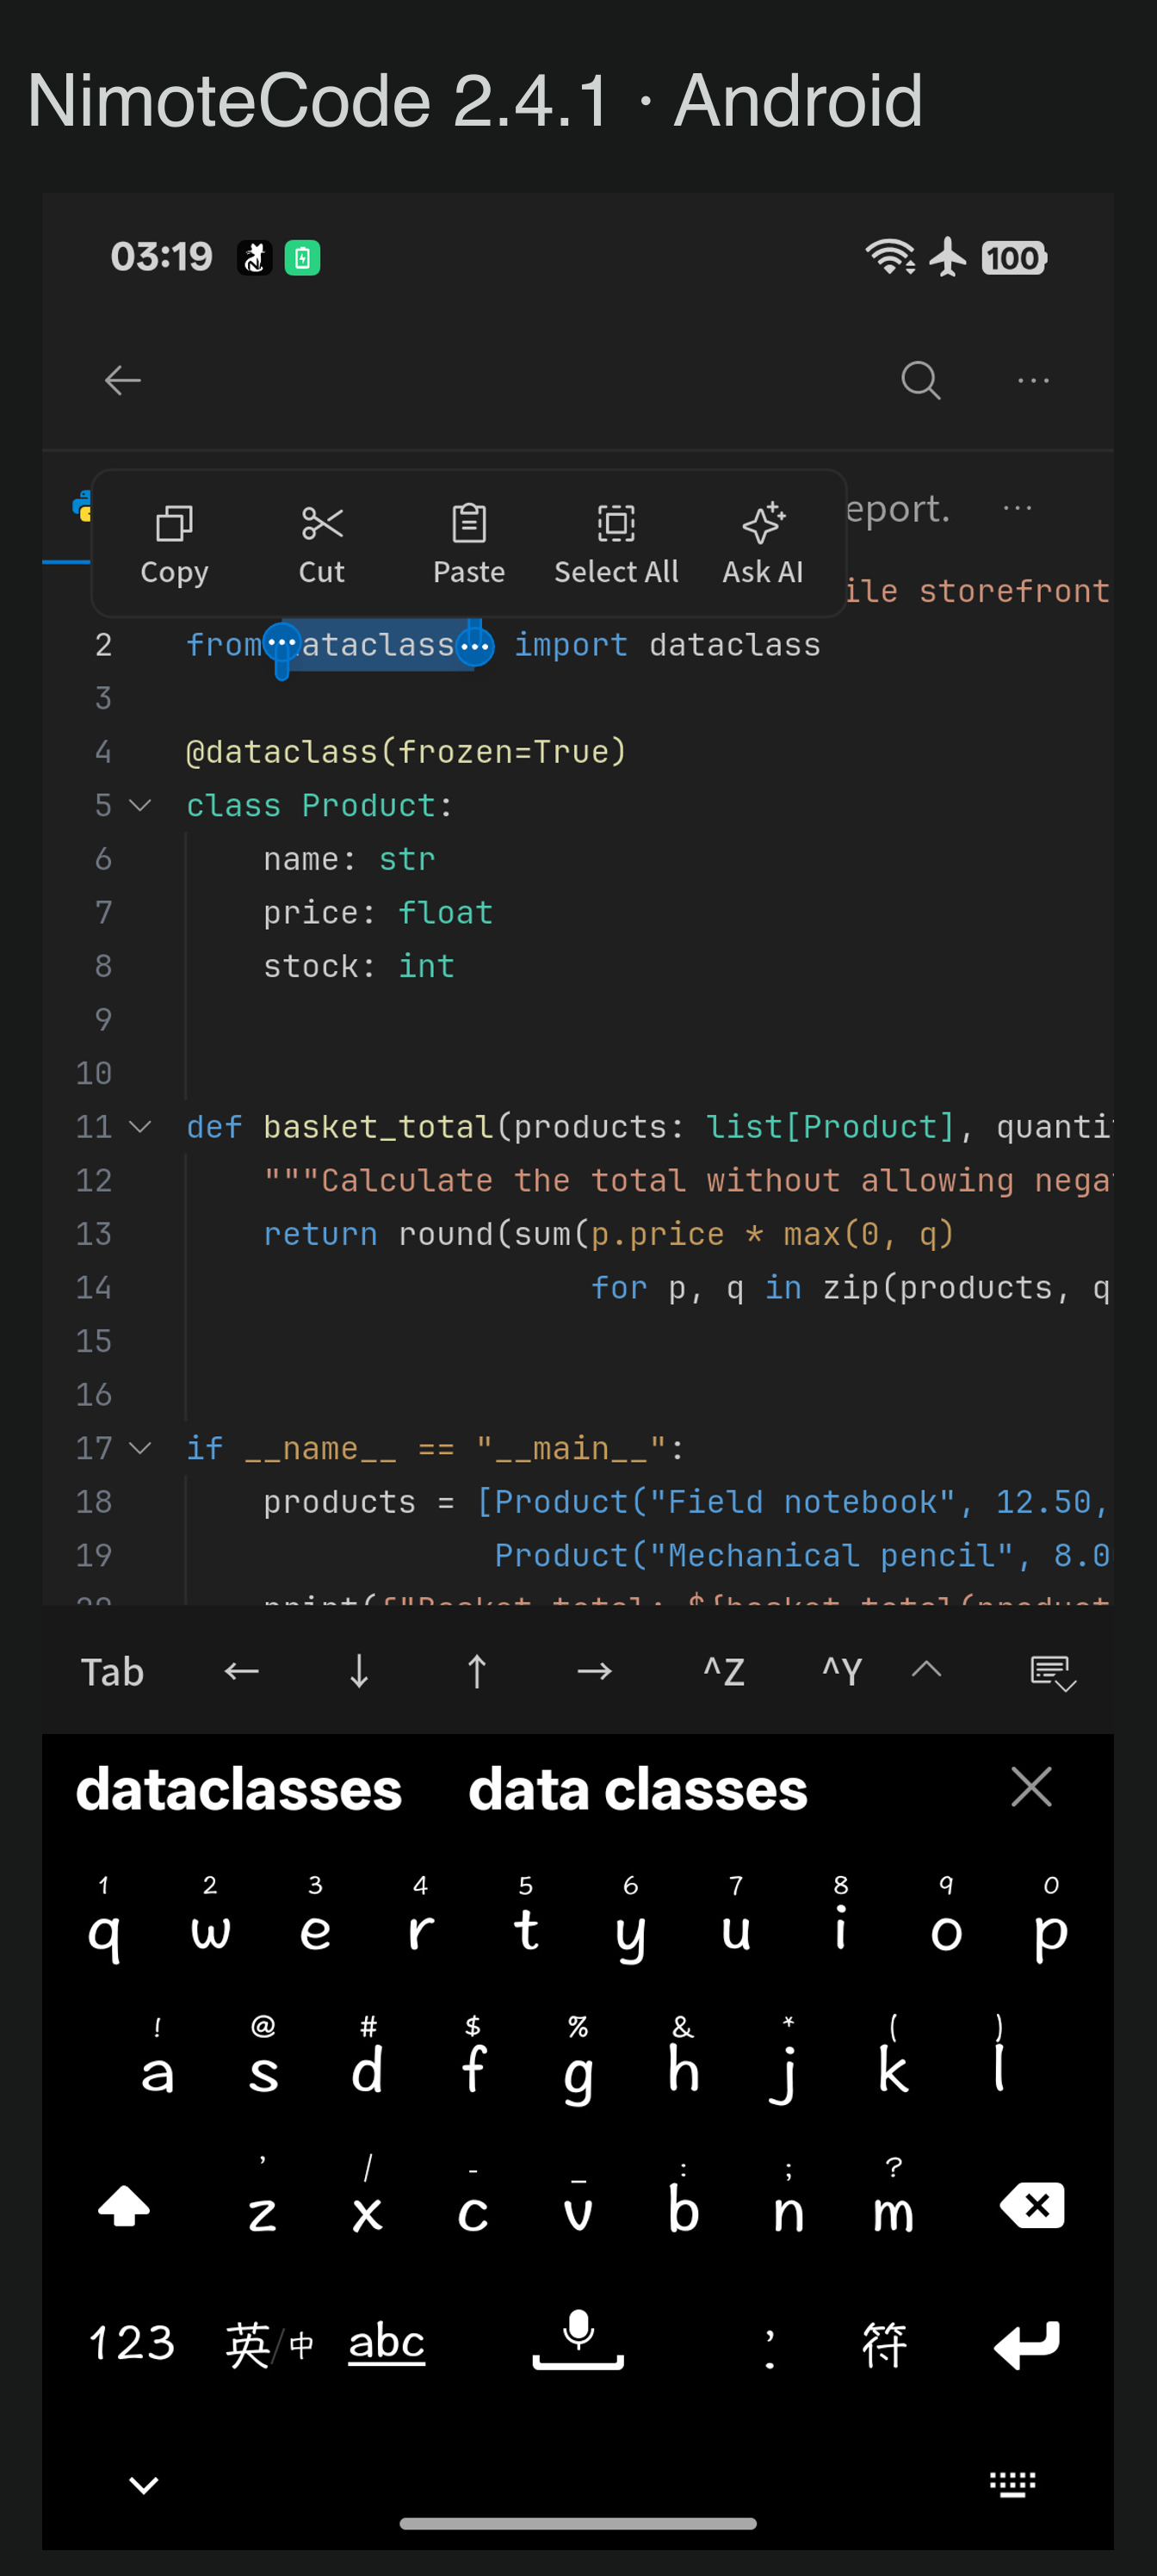 NimoteCode 2.4.1 · Android
03:19
100
Copy Cut Paste Select All Ask AI
eport. ...
ile storefront
2 from ataclass import dataclass
3
4 @dataclass(frozen=True)
5 class Product:
6 name: str
7 price: float
8 stock: int
9
10
11 def basket_total(products: list[Product], quanti
12 """Calculate the total without allowing nega
13 return round(sum(p.price * max(0, q)
14 for p, q in zip(products, q
15
16
17 if __name__ == "__main__":
18 products = [Product("Field notebook", 12.50,
19 Product("Mechanical pencil", 8.0
Tab ← ↓ ↑ → ^Z ^Y
dataclasses data classes
1 2 3 4 5 6 7 8 9 0
q w e r t y u i o p
! @ # $ % & * ( )
a s d f g h j k l
' / - _ : ; ?
z x c v b n m
123 英/中 abc , . 符